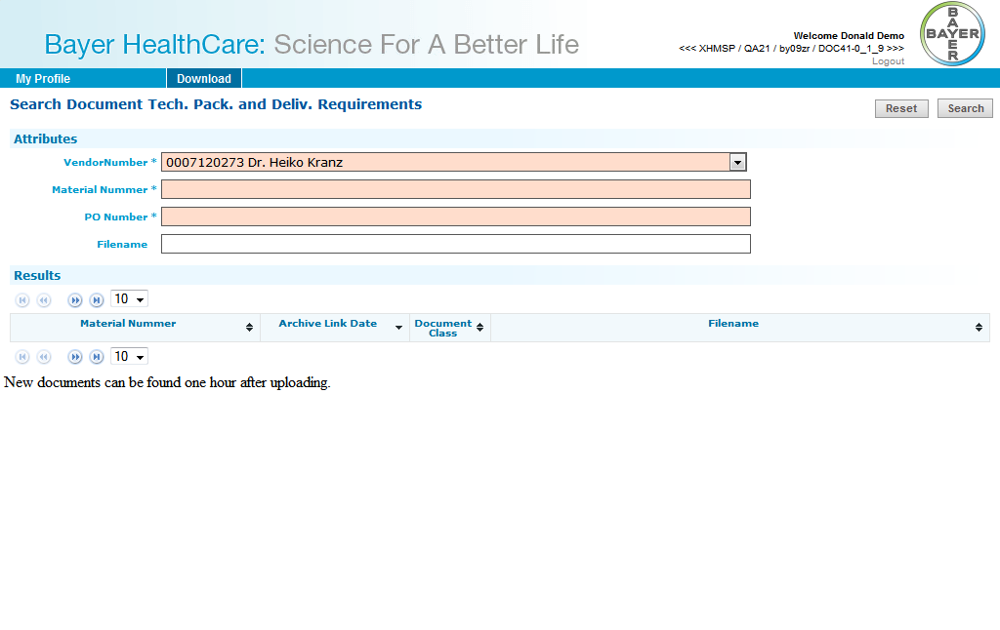 Bayer HealthCare: Science For A Better Life
Welcome Donald Demo
<<< XHMSP / QA21 / by09zr / DOC41-0_1_9 >>>
Logout
BAYER
BAYER
My Profile Download
Search Document Tech. Pack. and Deliv. Requirements
Reset Search
Attributes
VendorNumber * 0007120273 Dr. Heiko Kranz
Material Nummer *
PO Number *
Filename
Results
10
Material Nummer Archive Link Date Document Class Filename
10
New documents can be found one hour after uploading.